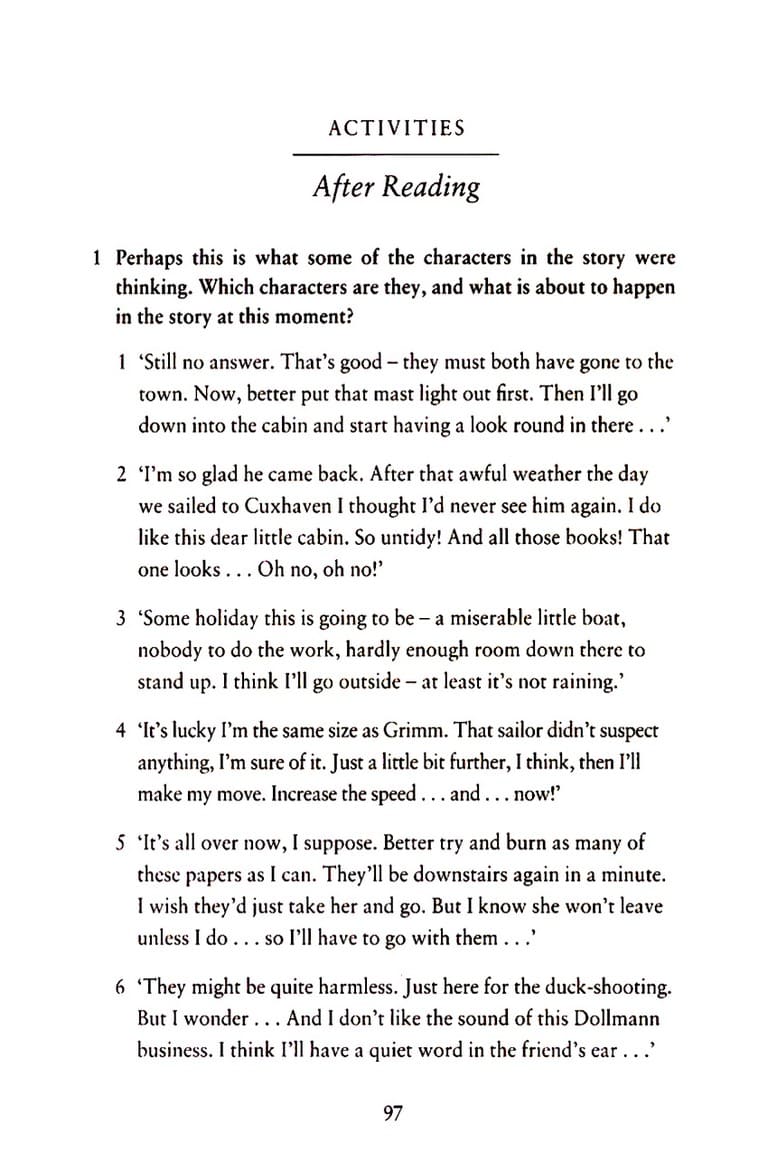 ACTIVITIES
After Reading
1 Perhaps this is what some of the characters in the story were
thinking. Which characters are they, and what is about to happen
in the story at this moment?
1 ‘Still no answer. That’s good – they must both have gone to the
town. Now, better put that mast light out first. Then I’ll go
down into the cabin and start having a look round in there . . .’
2 ‘I’m so glad he came back. After that awful weather the day
we sailed to Cuxhaven I thought I’d never see him again. I do
like this dear little cabin. So untidy! And all those books! That
one looks . . . Oh no, oh no!’
3 ‘Some holiday this is going to be – a miserable little boat,
nobody to do the work, hardly enough room down there to
stand up. I think I’ll go outside – at least it’s not raining.’
4 ‘It’s lucky I’m the same size as Grimm. That sailor didn’t suspect
anything, I’m sure of it. Just a little bit further, I think, then I’ll
make my move. Increase the speed . . . and . . . now!’
5 ‘It’s all over now, I suppose. Better try and burn as many of
these papers as I can. They’ll be downstairs again in a minute.
I wish they’d just take her and go. But I know she won’t leave
unless I do . . . so I’ll have to go with them . . .’
6 ‘They might be quite harmless. Just here for the duck-shooting.
But I wonder . . . And I don’t like the sound of this Dollmann
business. I think I’ll have a quiet word in the friend’s ear . . .’
97